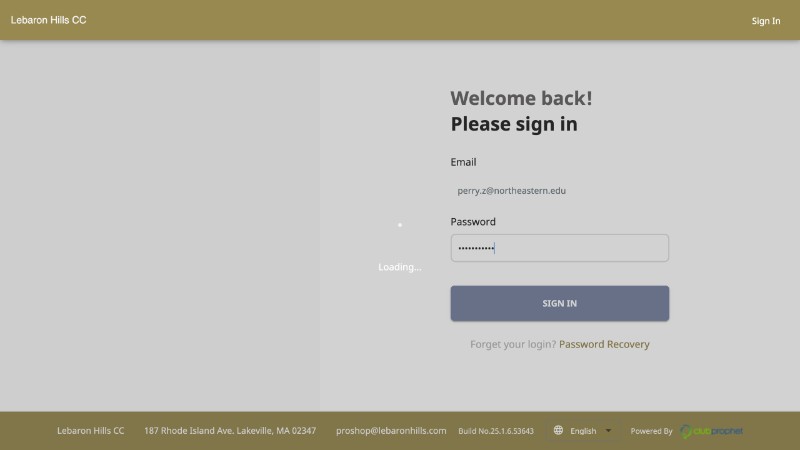 Lebaron Hills CC
Sign In
Welcome back!
Please sign in
Email
perry.z@northeastern.edu
Password
•••••••••••
Loading...
SIGN IN
Forget your login? Password Recovery
Lebaron Hills CC 187 Rhode Island Ave. Lakeville, MA 02347 proshop@lebaronhills.com Build No.25.1.6.53643 English Powered By clubprophet